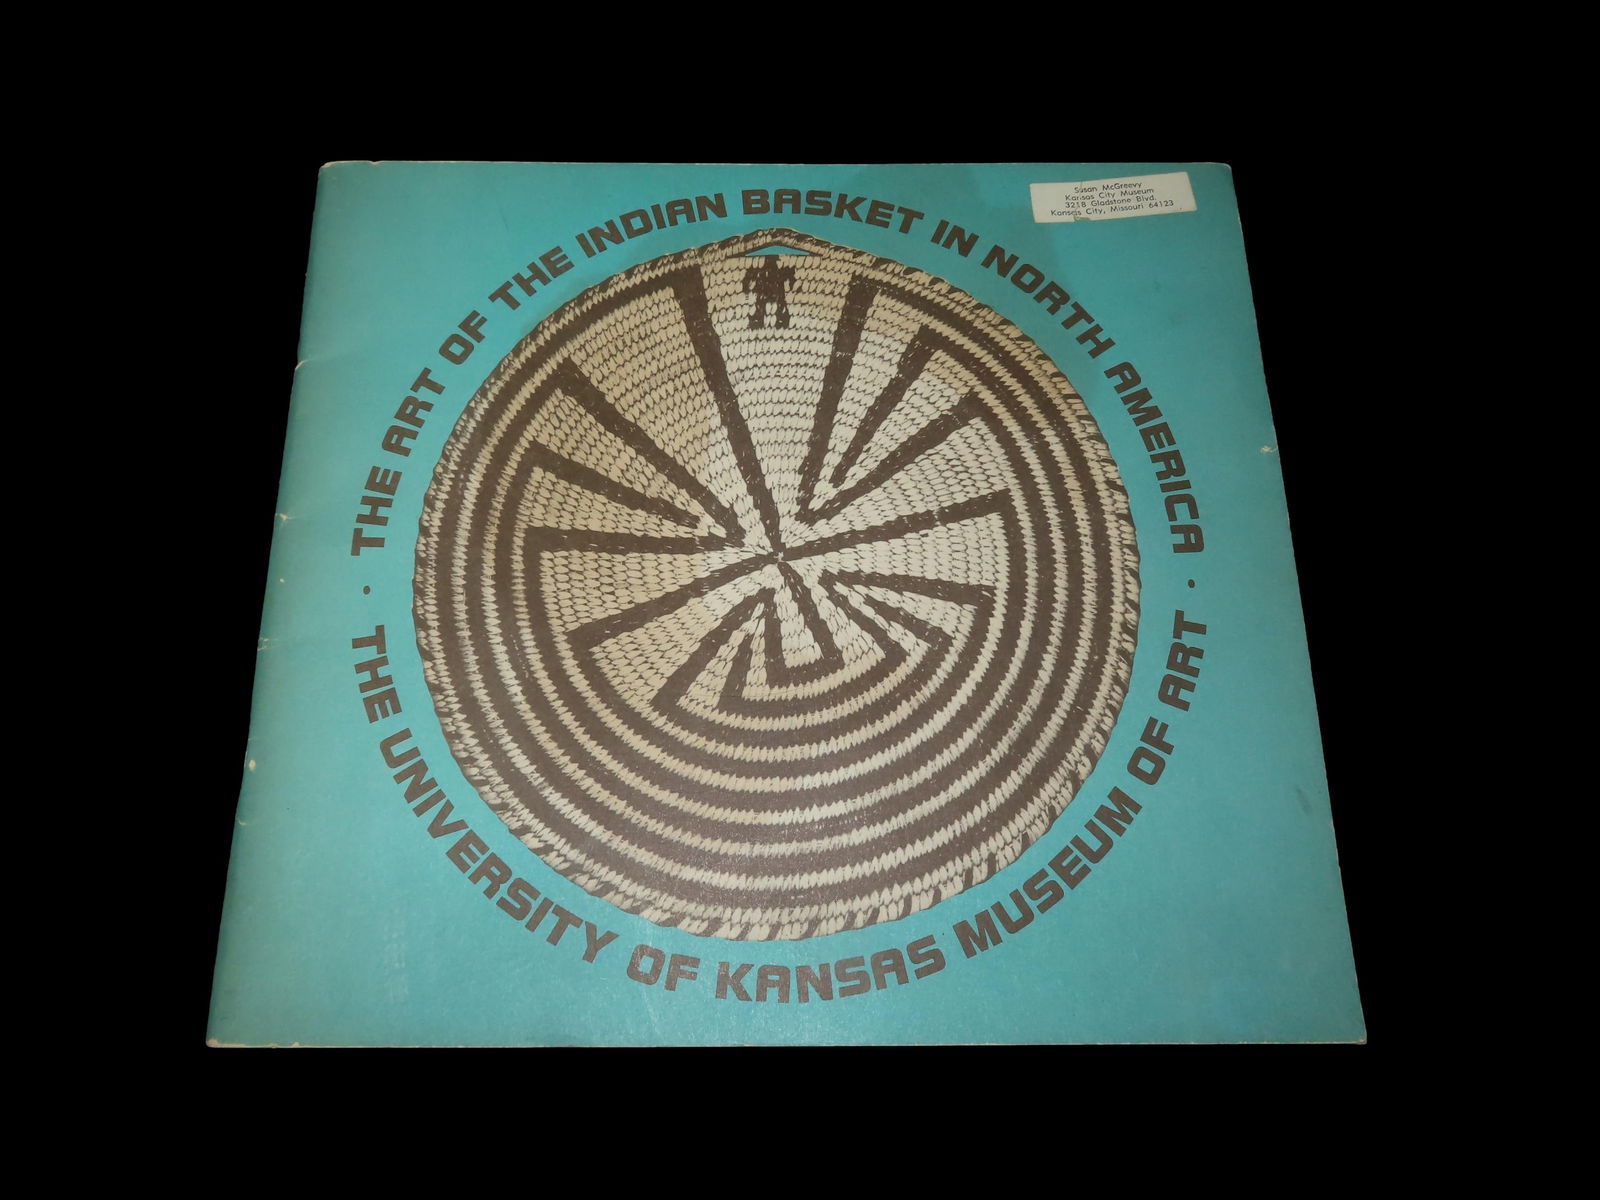 THE ART OF THE INDIAN BASKET IN NORTH AMERICA
• THE UNIVERSITY OF KANSAS MUSEUM OF ART •
Susan McGreevy
Kansas City Museum
3218 Gladstone Blvd.
Kansas City, Missouri 64123